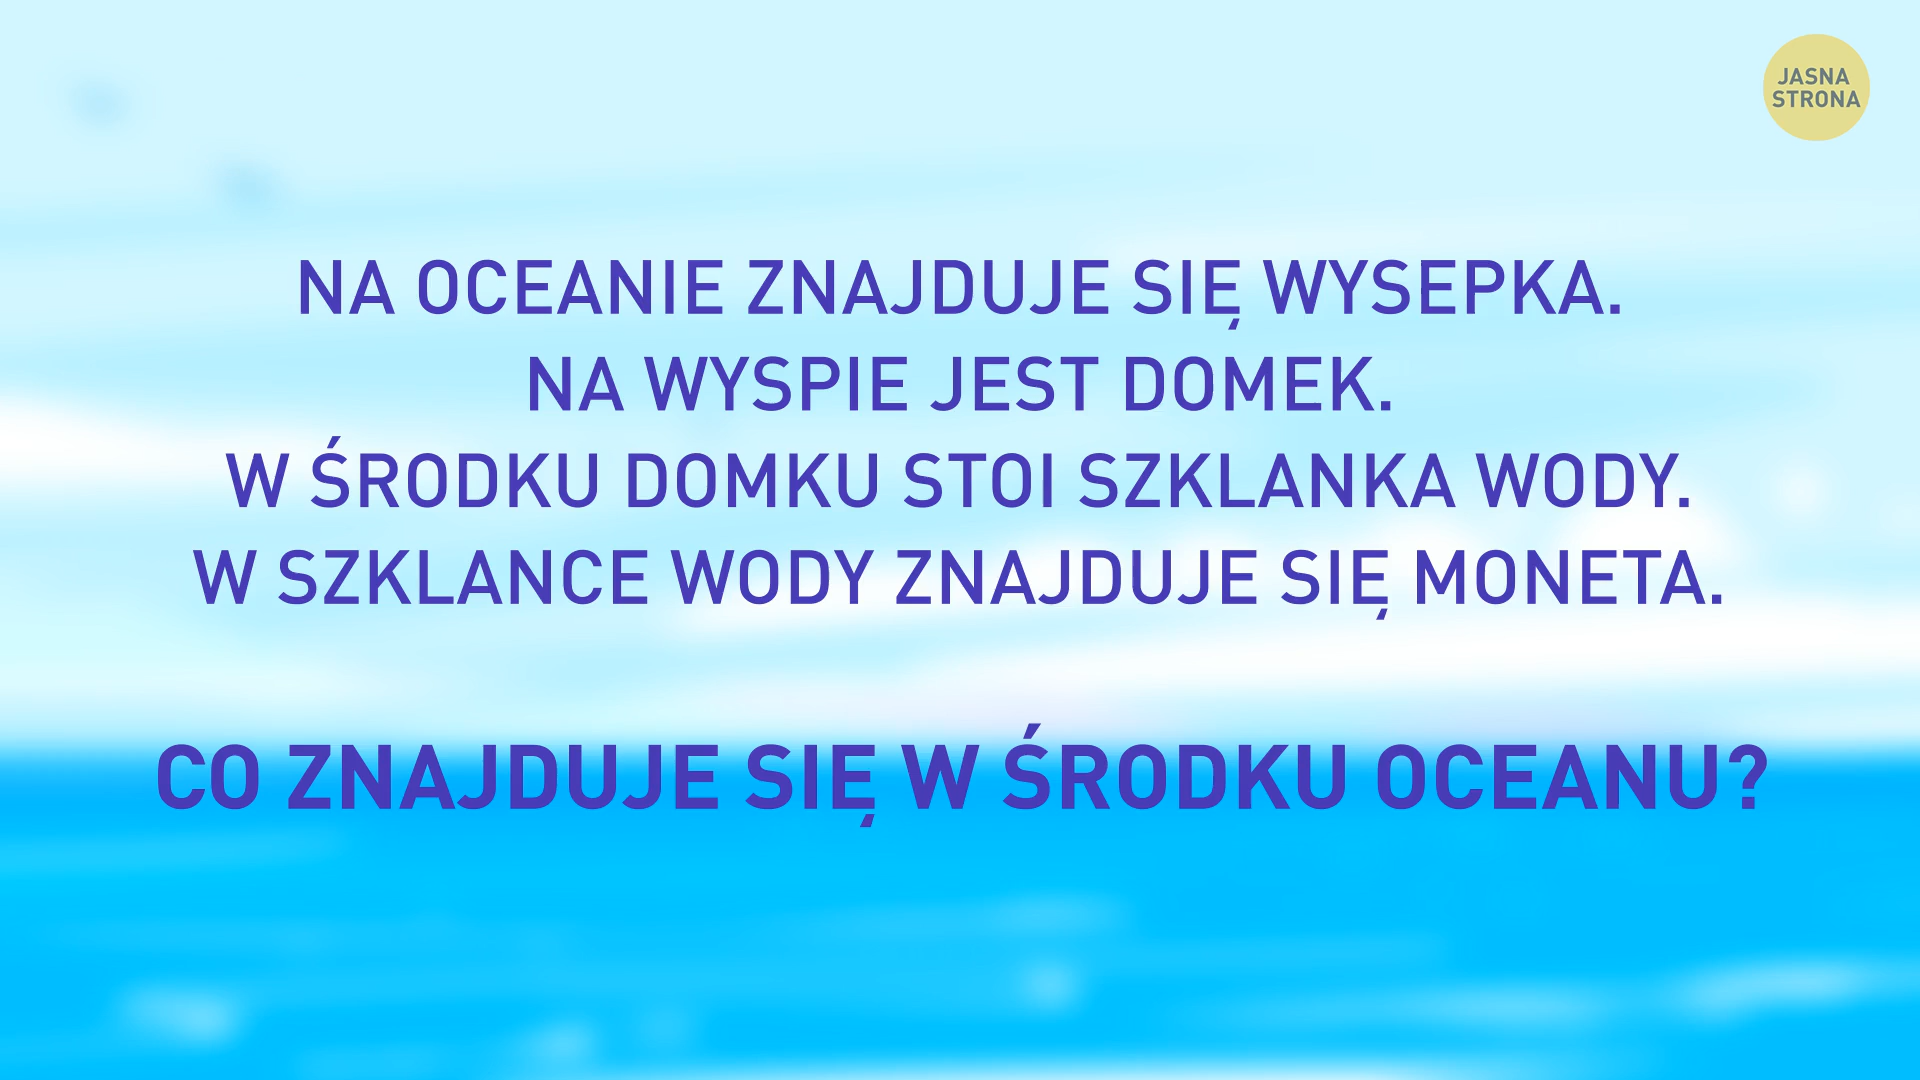 JASNA
STRONA
NA OCEANIE ZNAJDUJE SIĘ WYSEPKA.
NA WYSPIE JEST DOMEK.
W ŚRODKU DOMKU STOI SZKLANKA WODY.
W SZKLANCE WODY ZNAJDUJE SIĘ MONETA.
CO ZNAJDUJE SIĘ W ŚRODKU OCEANU?